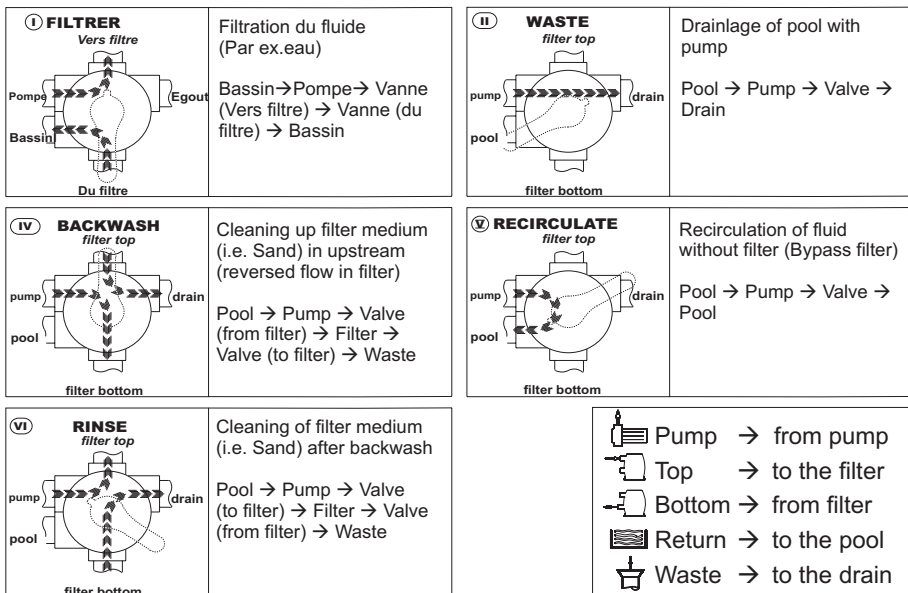 I FILTRER
Vers filtre
Pompe
Egout
Bassin
Du filtre
Filtration du fluide
(Par ex.eau)
Bassin→Pompe→ Vanne
(Vers filtre) → Vanne (du
filtre) → Bassin
II WASTE
filter top
pump
drain
pool
filter bottom
Drainlage of pool with
pump
Pool → Pump → Valve →
Drain
IV BACKWASH
filter top
pump
drain
pool
filter bottom
Cleaning up filter medium
(i.e. Sand) in upstream
(reversed flow in filter)
Pool → Pump → Valve
(from filter) → Filter →
Valve (to filter) → Waste
V RECIRCULATE
filter top
pump
drain
pool
filter bottom
Recirculation of fluid
without filter (Bypass filter)
Pool → Pump → Valve →
Pool
VI RINSE
filter top
pump
drain
pool
filter bottom
Cleaning of filter medium
(i.e. Sand) after backwash
Pool → Pump → Valve
(to filter) → Filter → Valve
(from filter) → Waste
Pump → from pump
Top → to the filter
Bottom → from filter
Return → to the pool
Waste → to the drain